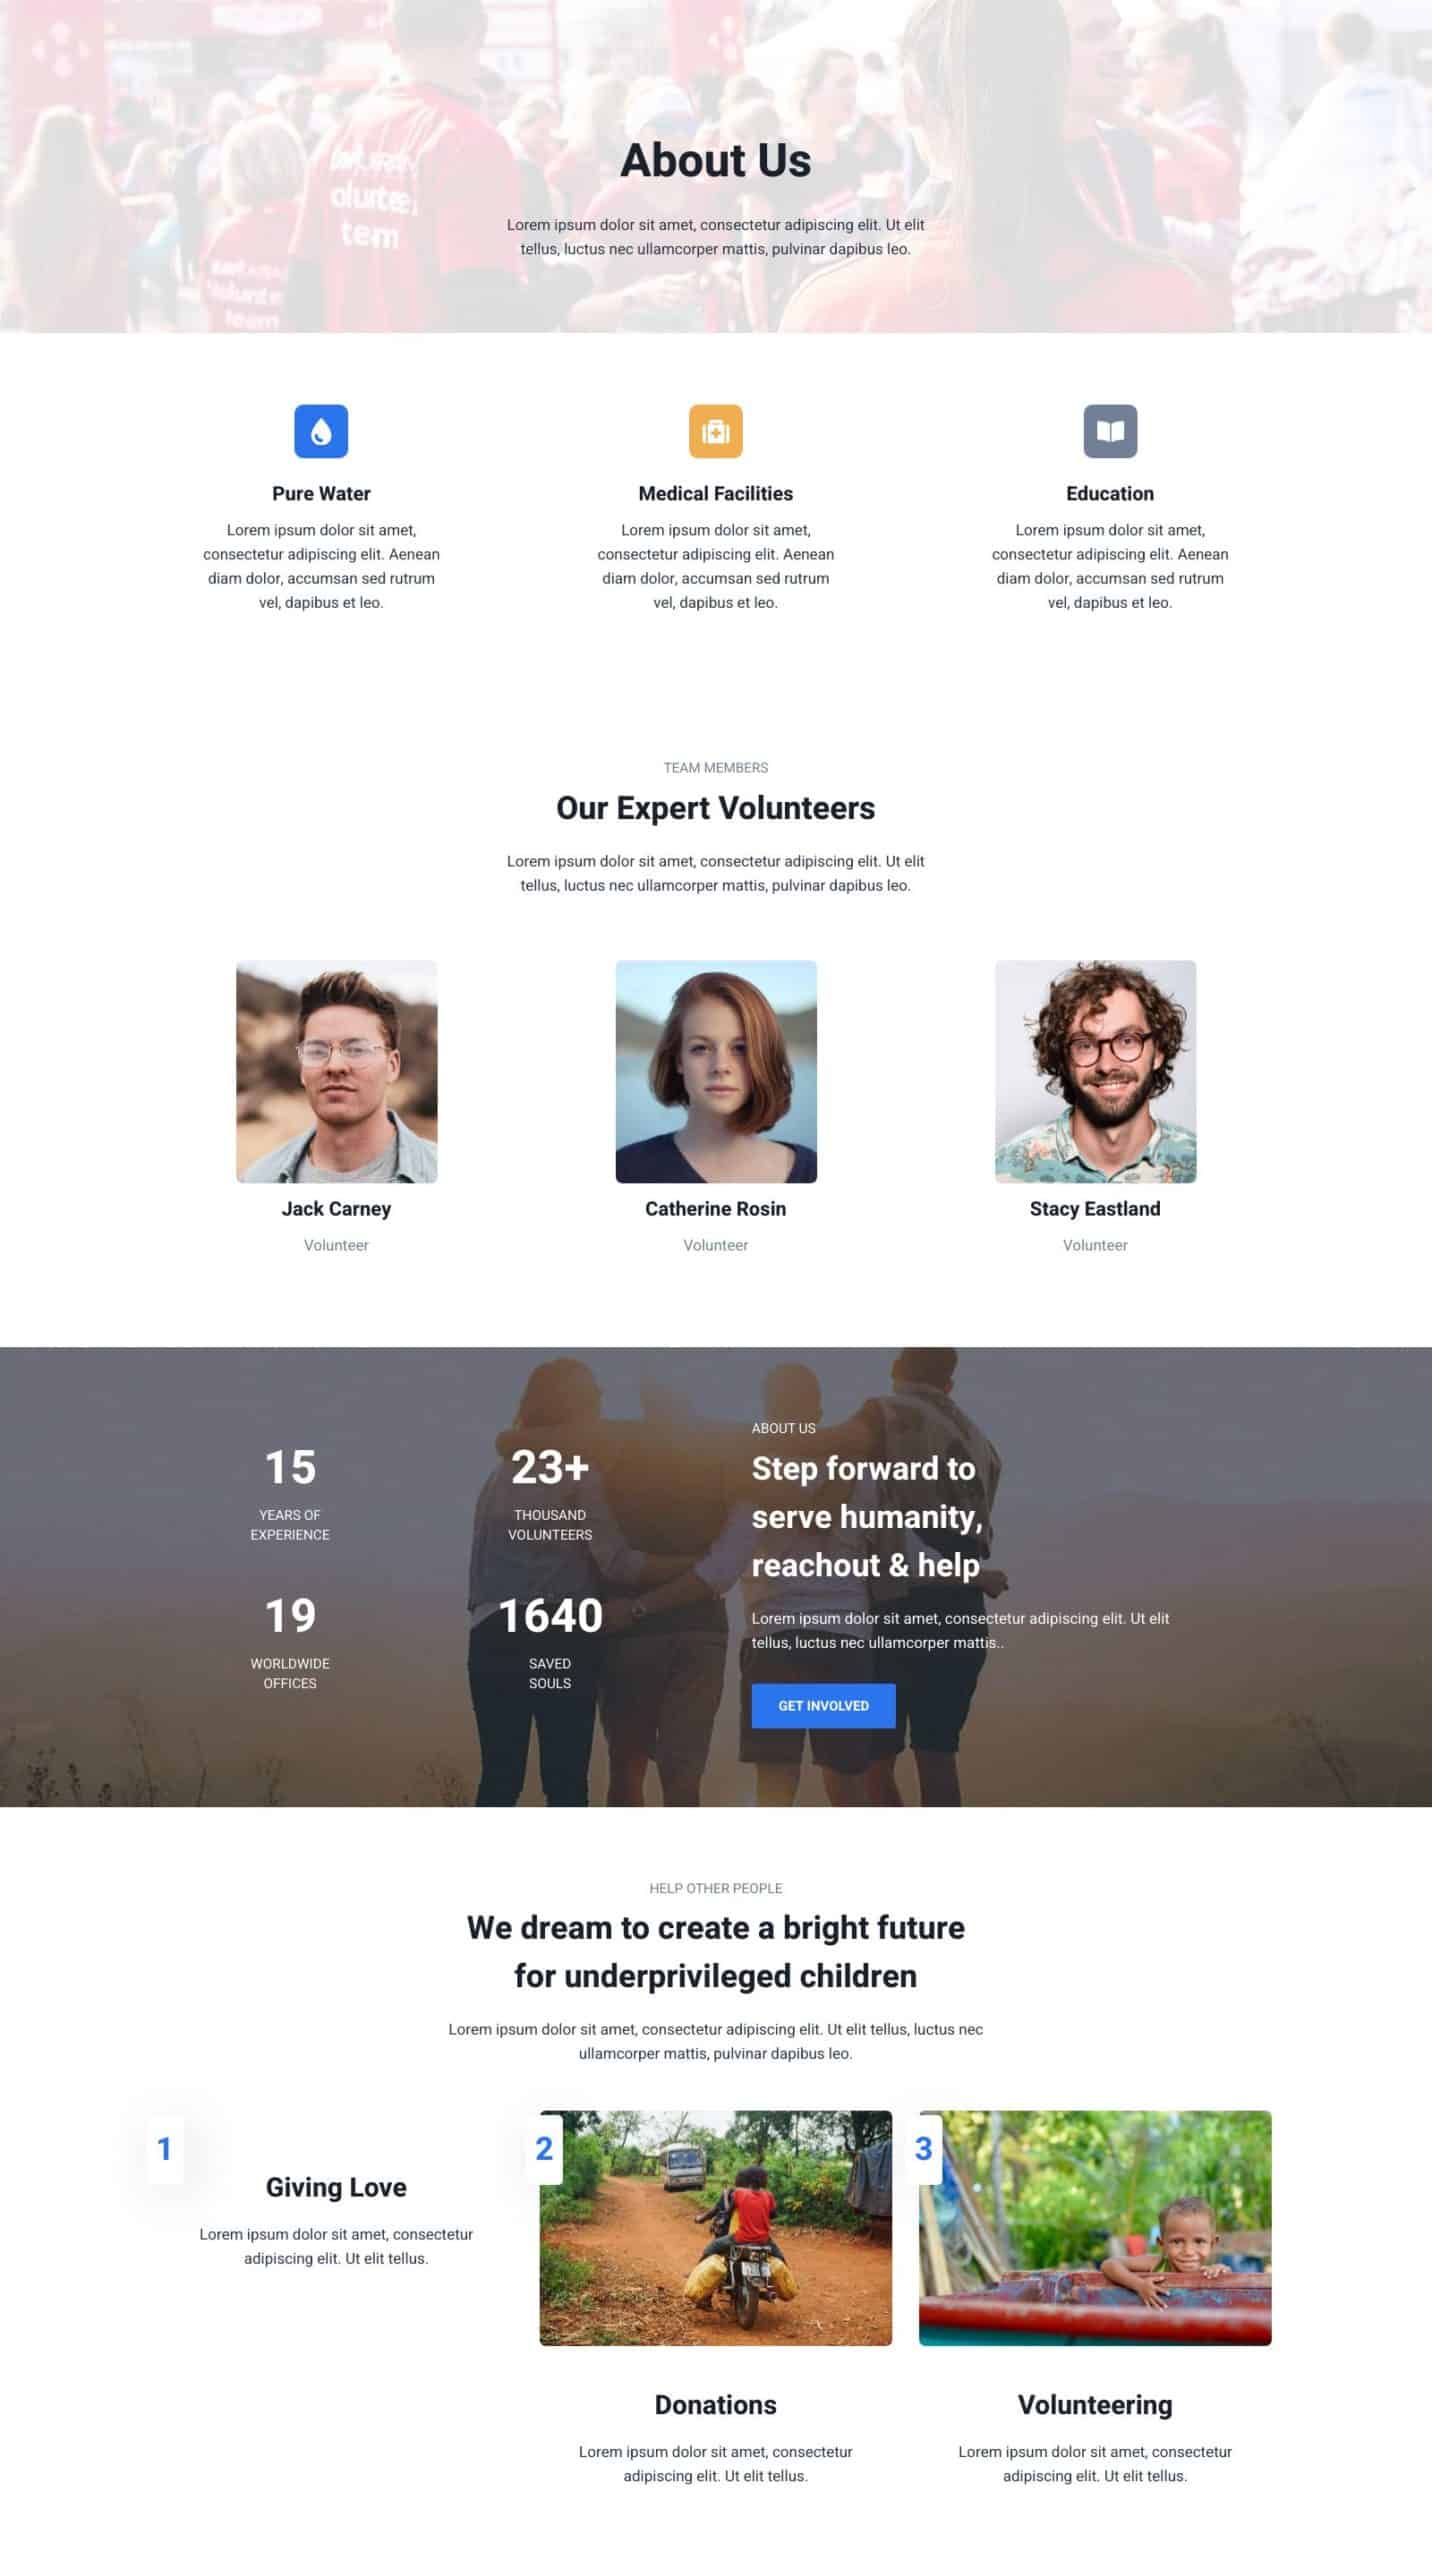 About Us
Lorem ipsum dolor sit amet, consectetur adipiscing elit. Ut elit
tellus, luctus nec ullamcorper mattis, pulvinar dapibus leo.
Pure Water
Lorem ipsum dolor sit amet,
consectetur adipiscing elit. Aenean
diam dolor, accumsan sed rutrum
vel, dapibus et leo.
Medical Facilities
Lorem ipsum dolor sit amet,
consectetur adipiscing elit. Aenean
diam dolor, accumsan sed rutrum
vel, dapibus et leo.
Education
Lorem ipsum dolor sit amet,
consectetur adipiscing elit. Aenean
diam dolor, accumsan sed rutrum
vel, dapibus et leo.
TEAM MEMBERS
Our Expert Volunteers
Lorem ipsum dolor sit amet, consectetur adipiscing elit. Ut elit
tellus, luctus nec ullamcorper mattis, pulvinar dapibus leo.
Jack Carney
Volunteer
Catherine Rosin
Volunteer
Stacy Eastland
Volunteer
15
YEARS OF
EXPERIENCE
23+
THOUSAND
VOLUNTEERS
19
WORLDWIDE
OFFICES
1640
SAVED
SOULS
ABOUT US
Step forward to
serve humanity,
reachout & help
Lorem ipsum dolor sit amet, consectetur adipiscing elit. Ut elit
tellus, luctus nec ullamcorper mattis..
GET INVOLVED
HELP OTHER PEOPLE
We dream to create a bright future
for underprivileged children
Lorem ipsum dolor sit amet, consectetur adipiscing elit. Ut elit tellus, luctus nec
ullamcorper mattis, pulvinar dapibus leo.
1
Giving Love
Lorem ipsum dolor sit amet, consectetur
adipiscing elit. Ut elit tellus.
2
Donations
Lorem ipsum dolor sit amet, consectetur
adipiscing elit. Ut elit tellus.
3
Volunteering
Lorem ipsum dolor sit amet, consectetur
adipiscing elit. Ut elit tellus.